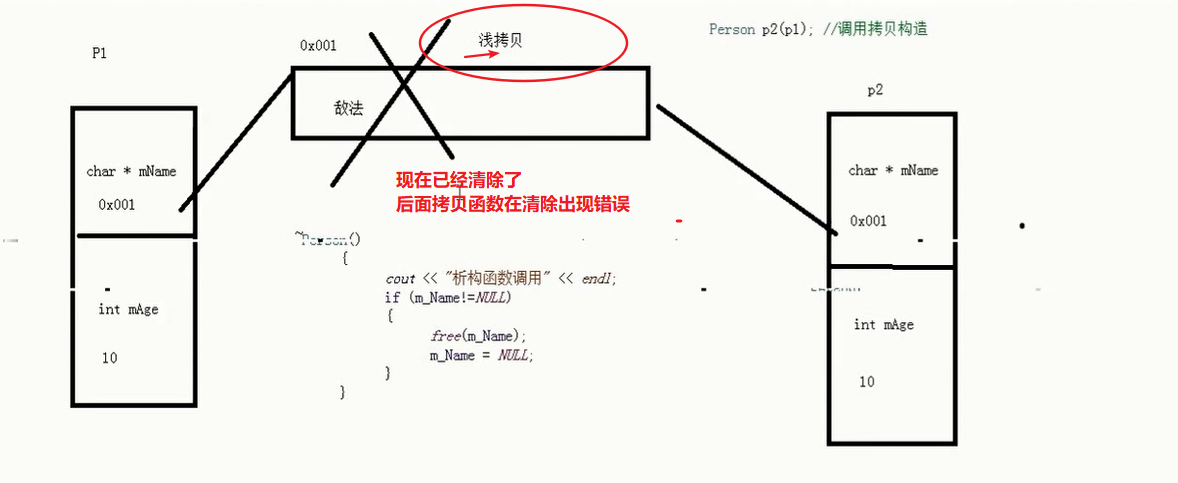 Person p2(p1); //调用拷贝构造
P1
0x001
浅拷贝
p2
敌法
char * mName
0x001
char * mName
0x001
现在已经清除了
后面拷贝函数在清除出现错误
~Person()
{
cout << "析构函数调用" << endl;
if (m_Name!=NULL)
{
free(m_Name);
m_Name = NULL;
}
}
int mAge
10
int mAge
10